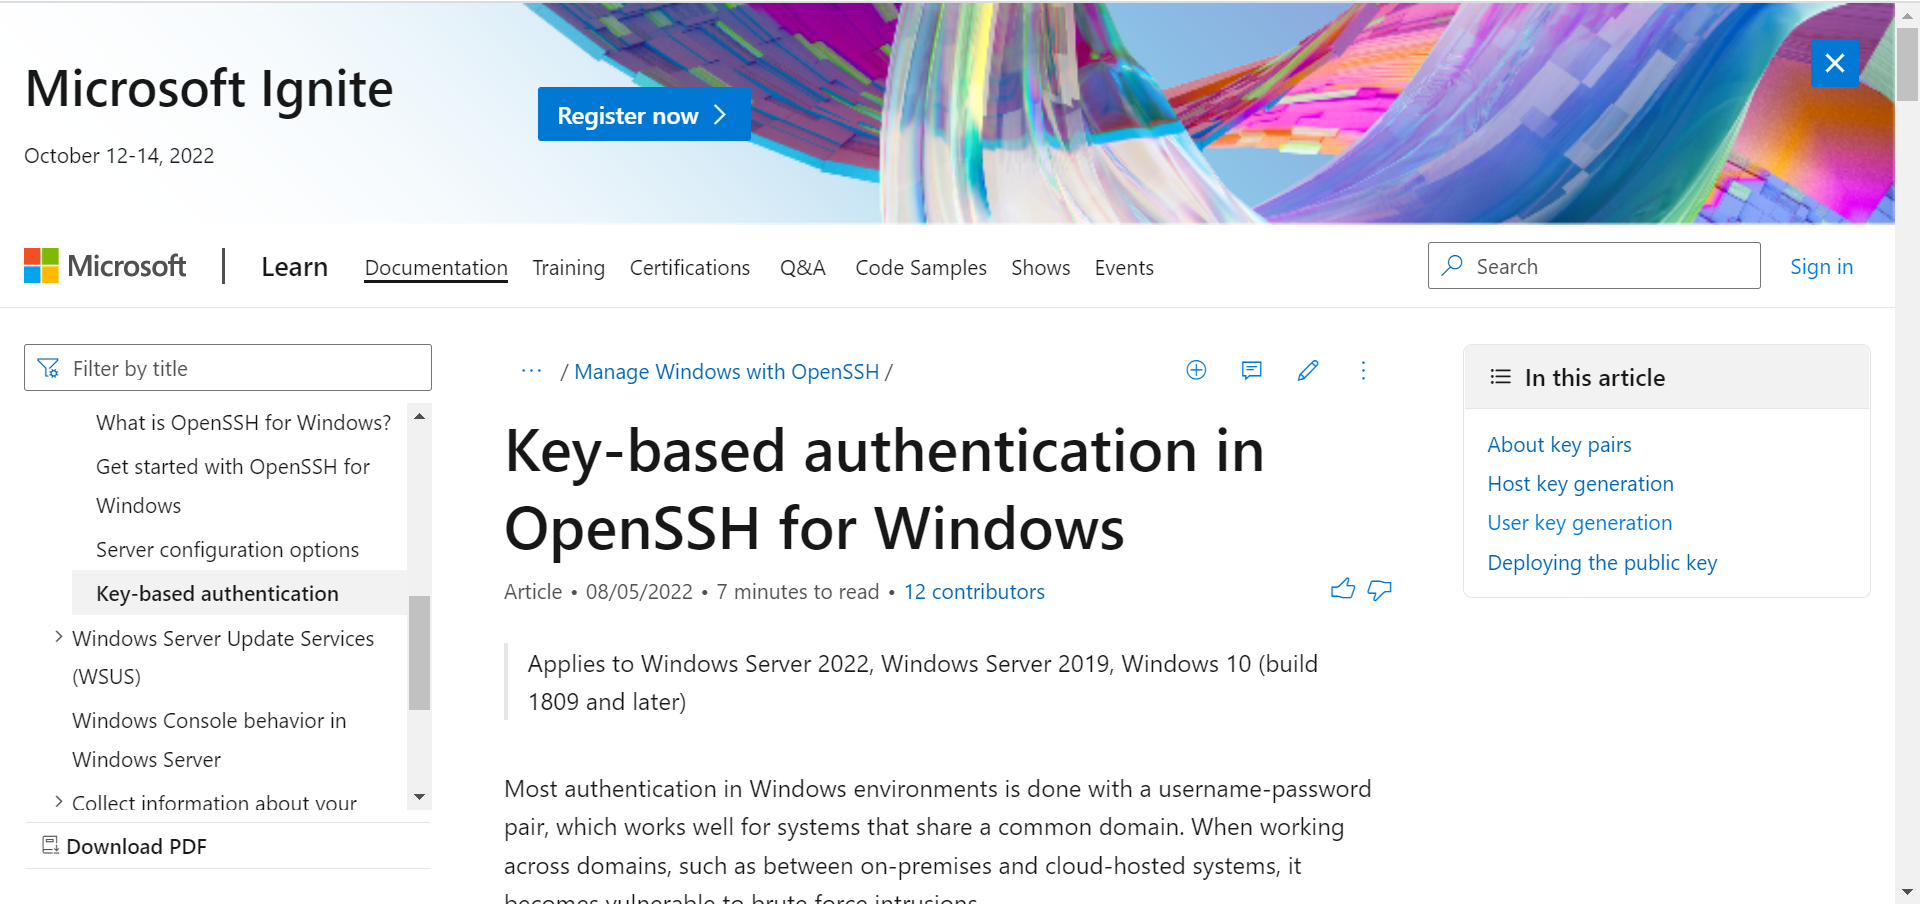 Microsoft Ignite
October 12-14, 2022
Register now
Microsoft
Learn
Documentation
Training
Certifications
Q&A
Code Samples
Shows
Events
Search
Sign in
Filter by title
What is OpenSSH for Windows?
Get started with OpenSSH for
Windows
Server configuration options
Key-based authentication
Windows Server Update Services
(WSUS)
Windows Console behavior in
Windows Server
Collect information about your
Download PDF
··· / Manage Windows with OpenSSH /
Key-based authentication in
OpenSSH for Windows
Article • 08/05/2022 • 7 minutes to read • 12 contributors
Applies to Windows Server 2022, Windows Server 2019, Windows 10 (build
1809 and later)
Most authentication in Windows environments is done with a username-password
pair, which works well for systems that share a common domain. When working
across domains, such as between on-premises and cloud-hosted systems, it
becomes vulnerable to brute force intrusions.
In this article
About key pairs
Host key generation
User key generation
Deploying the public key